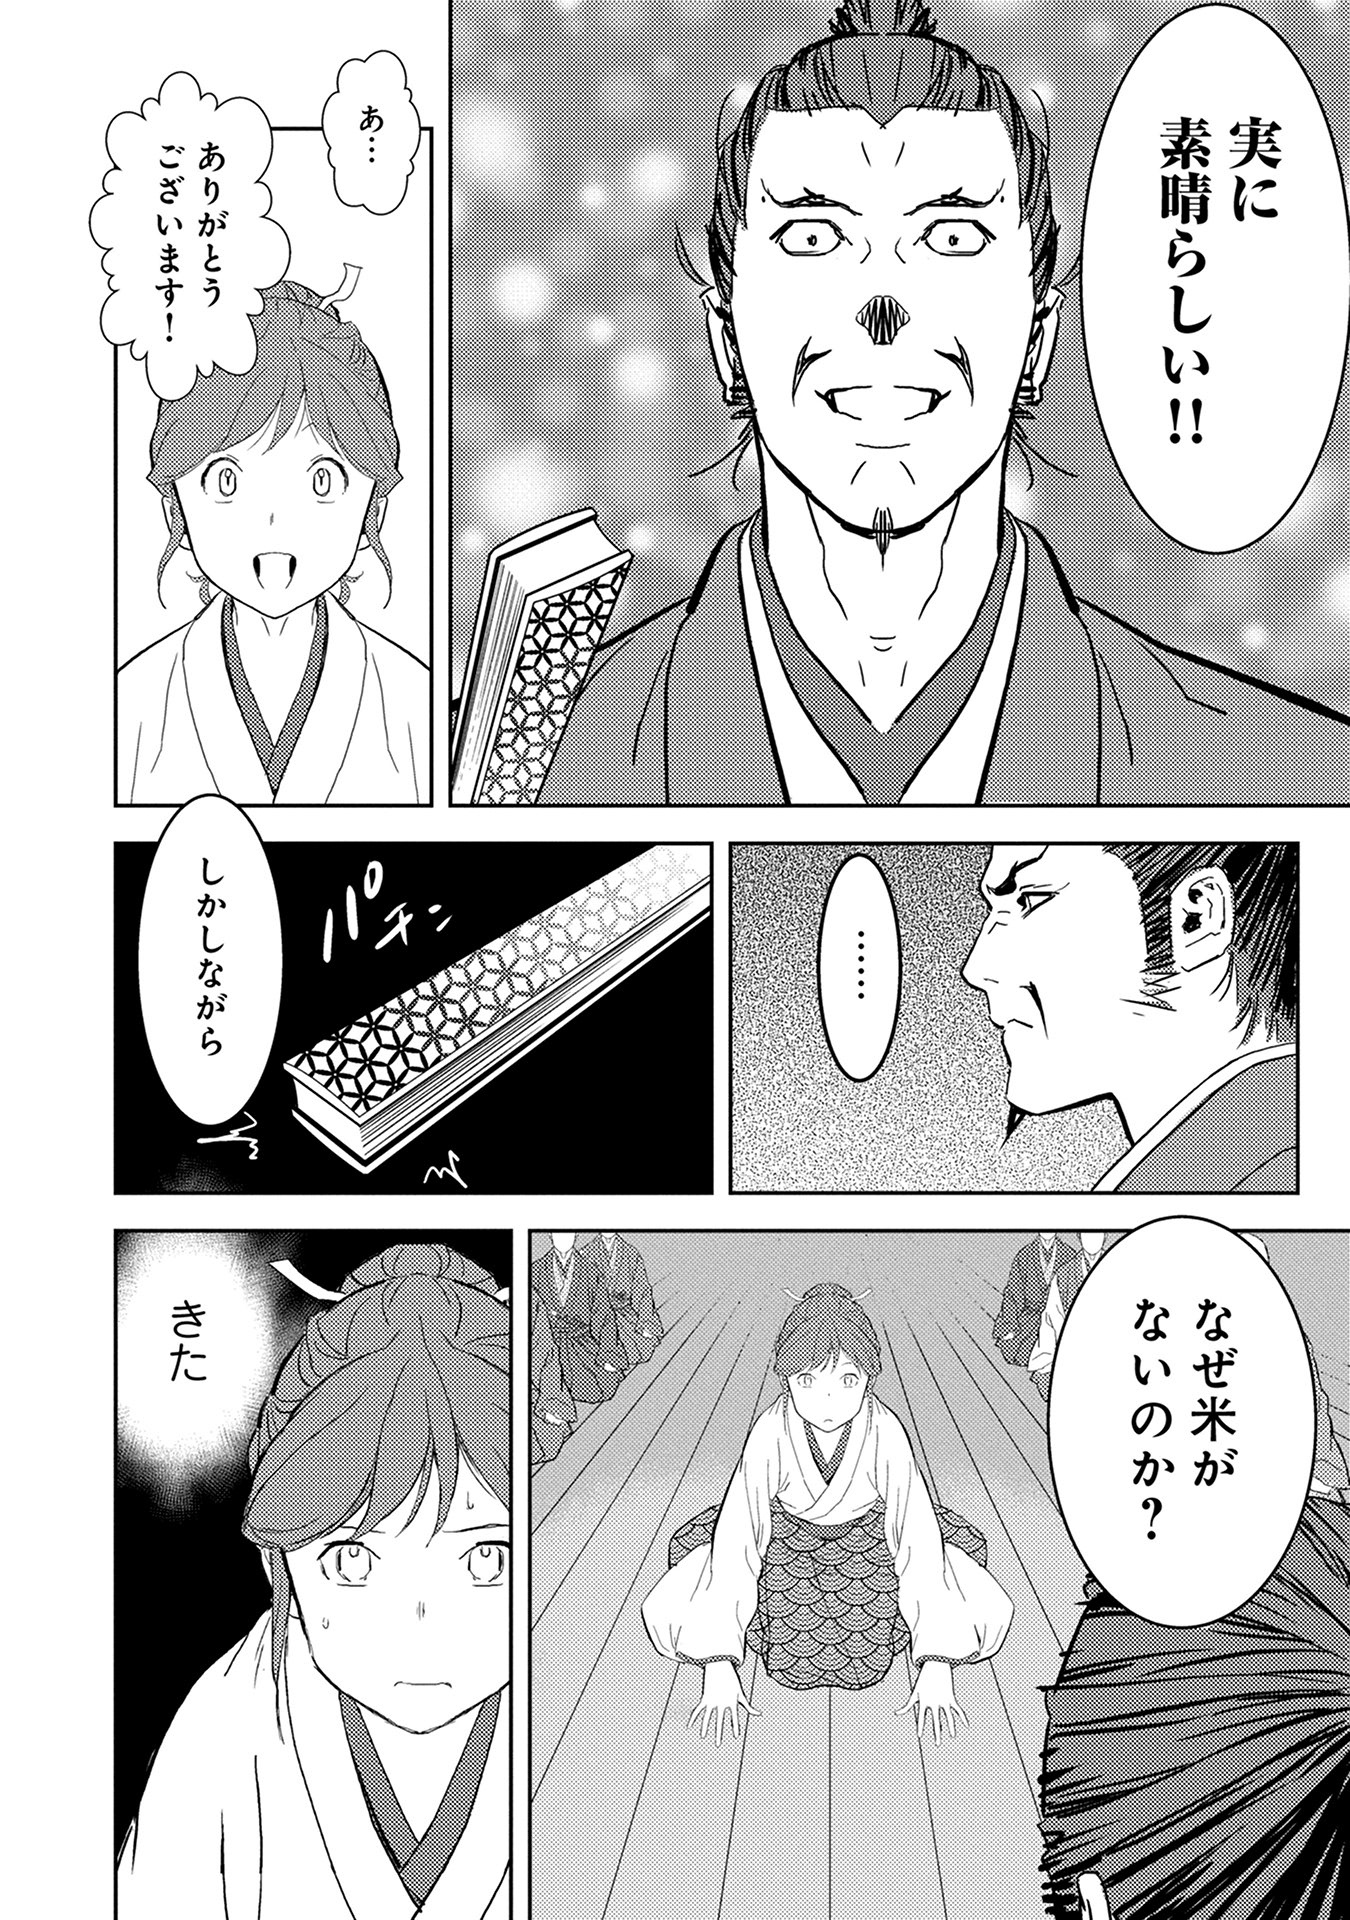 実に
素晴らしい!!
あ…
ありがとう
ございます!
……
パチン
しかしながら
なぜ米が
ないのか?
きた